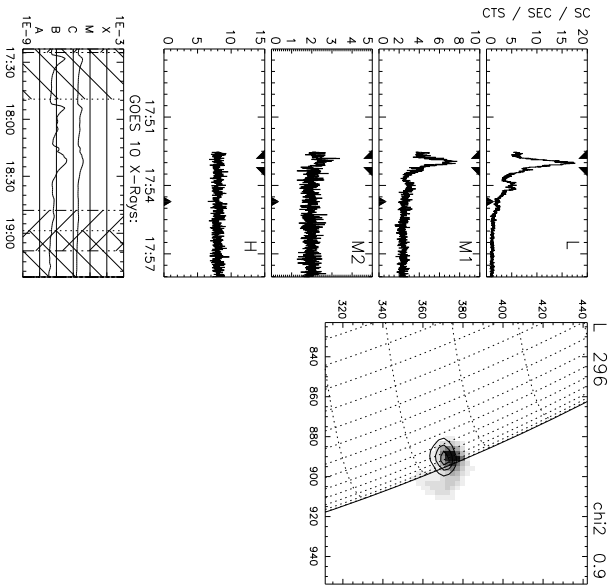 CTS / SEC / SC
20
15
10
5
0
L
10
8
6
4
2
0
M1
5
4
3
2
1
0
M2
15
10
5
0
H
17:51 17:54 17:57
GOES 10 X-Rays:
1E-3
X
M
C
B
A
1E-9
17:30 18:00 18:30 19:00
L 296 chi2 0.9
440
420
400
380
360
340
320
840 860 880 900 920 940